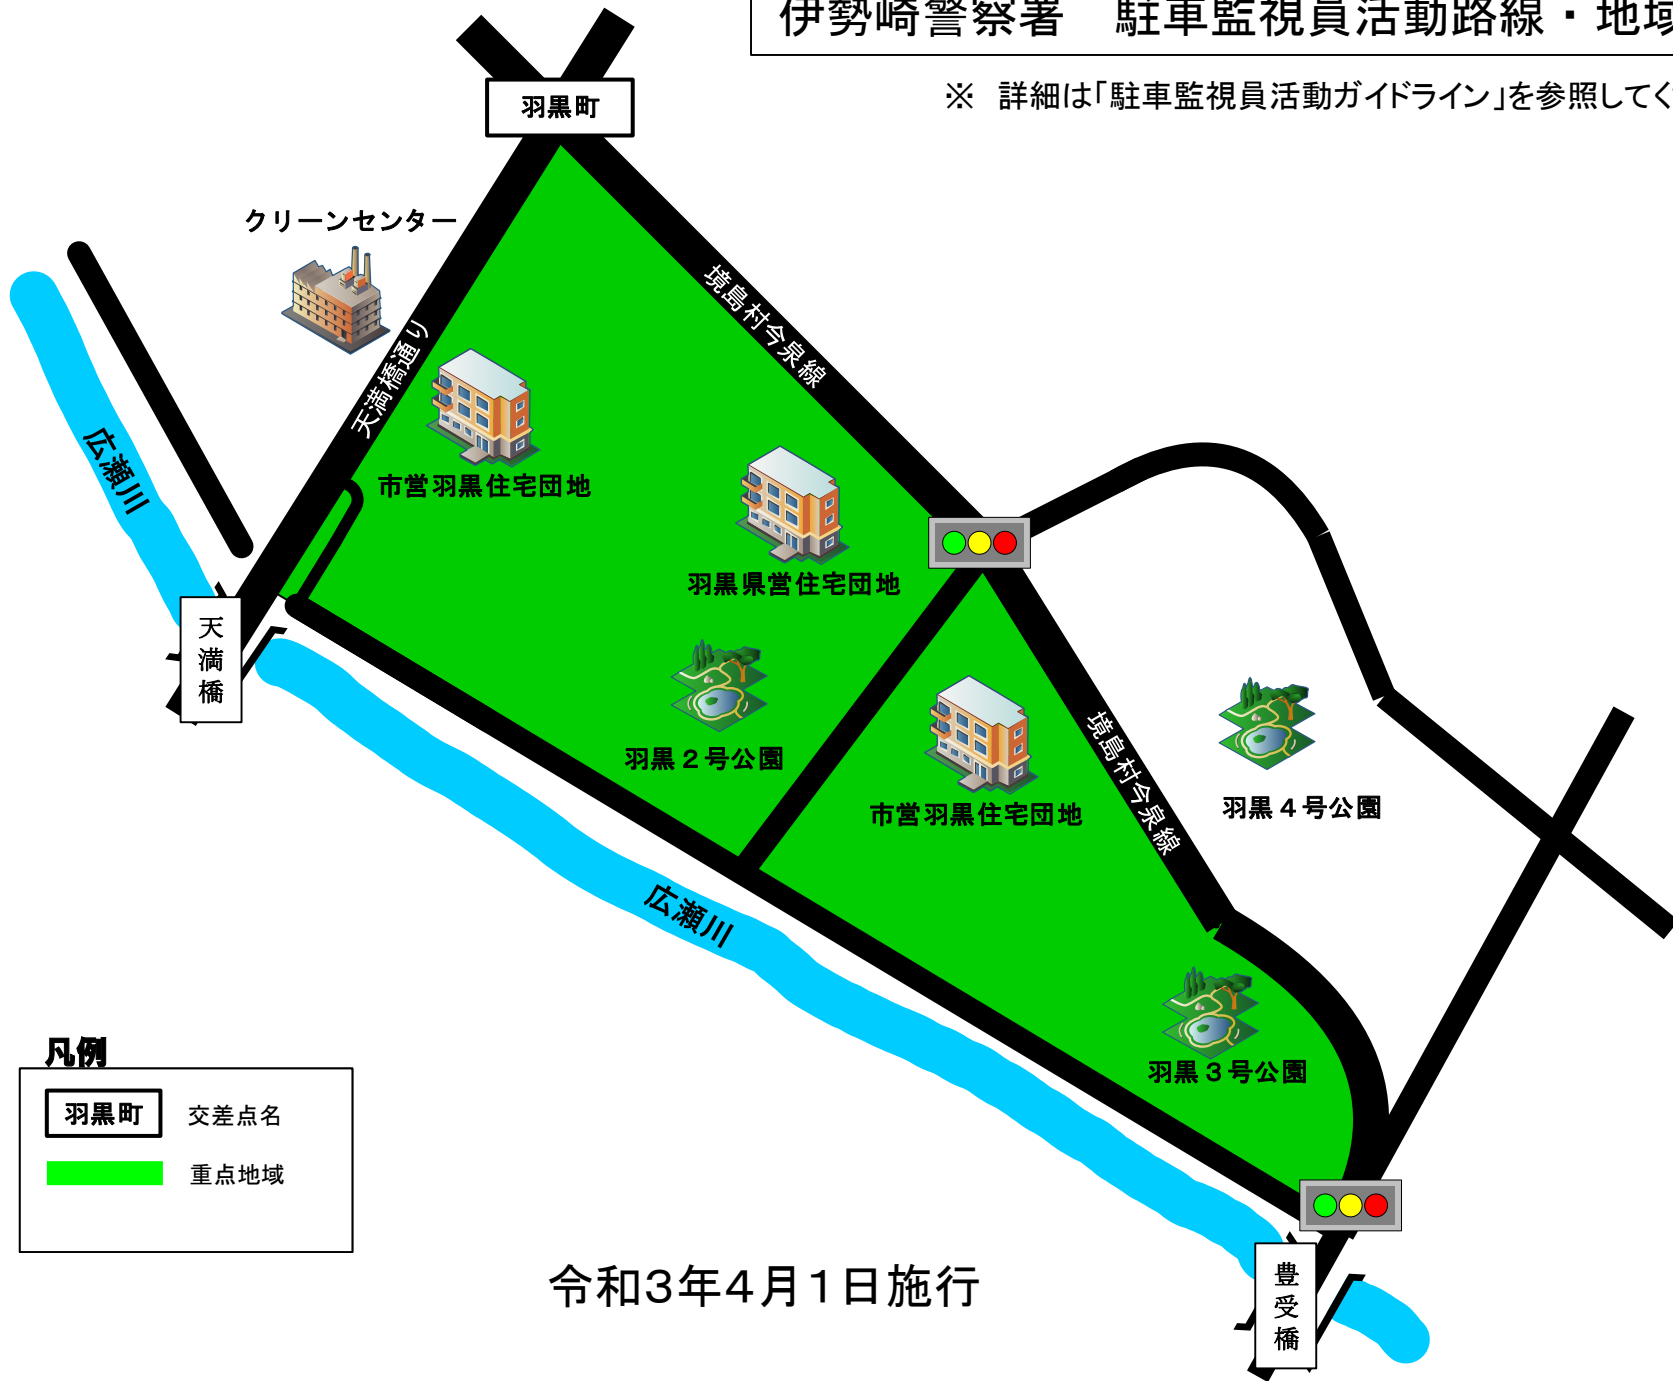 伊勢崎警察署　駐車監視員活動路線・地域
※　詳細は「駐車監視員活動ガイドライン」を参照してく
羽黒町
クリーンセンター
境島村今泉線
天満橋通り
広瀬川
市営羽黒住宅団地
羽黒県営住宅団地
天満橋
羽黒２号公園
市営羽黒住宅団地
境島村今泉線
羽黒４号公園
広瀬川
羽黒３号公園
凡例
羽黒町　交差点名
重点地域
豊受橋
令和3年4月1日施行